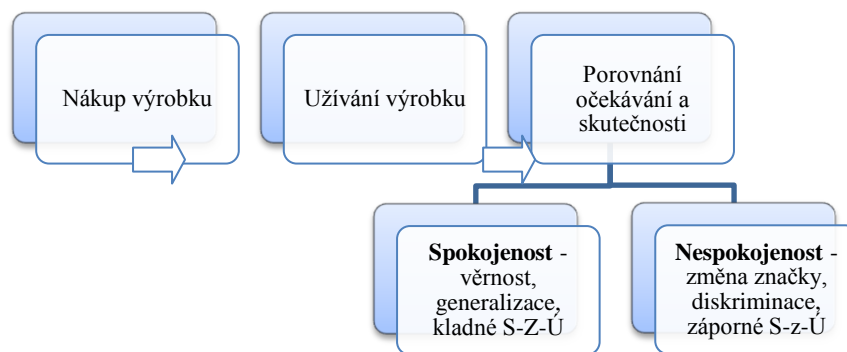 Nákup výrobku
Užívání výrobku
Porovnání
očekávání a
skutečnosti
Spokojenost -
věrnost,
generalizace,
kladné S-Z-Ú
Nespokojenost -
změna značky,
diskriminace,
záporné S-z-Ú